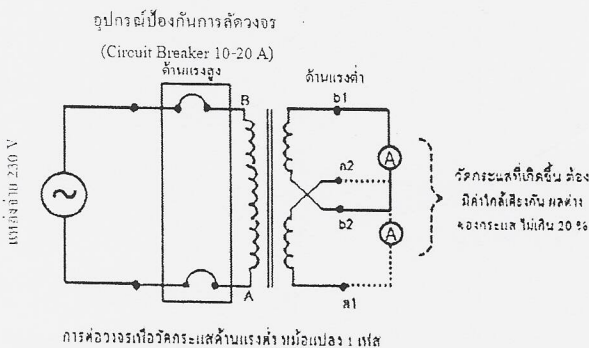 อุปกรณ์ป้องกันการลัดวงจร
(Circuit Breaker 10-20 A)
ด้านแรงสูง
ด้านแรงต่ำ
แหล่งจ่าย 230 V
B
A
b1
a2
b2
a1
A
A
วัดกระแสที่เกิดขึ้น ต้อง
มีค่าใกล้เคียงกัน ผลต่าง
ของกระแส ไม่เกิน 20 %
การต่อวงจรเพื่อวัดกระแสด้านแรงต่ำ หม้อแปลง 1 เฟส